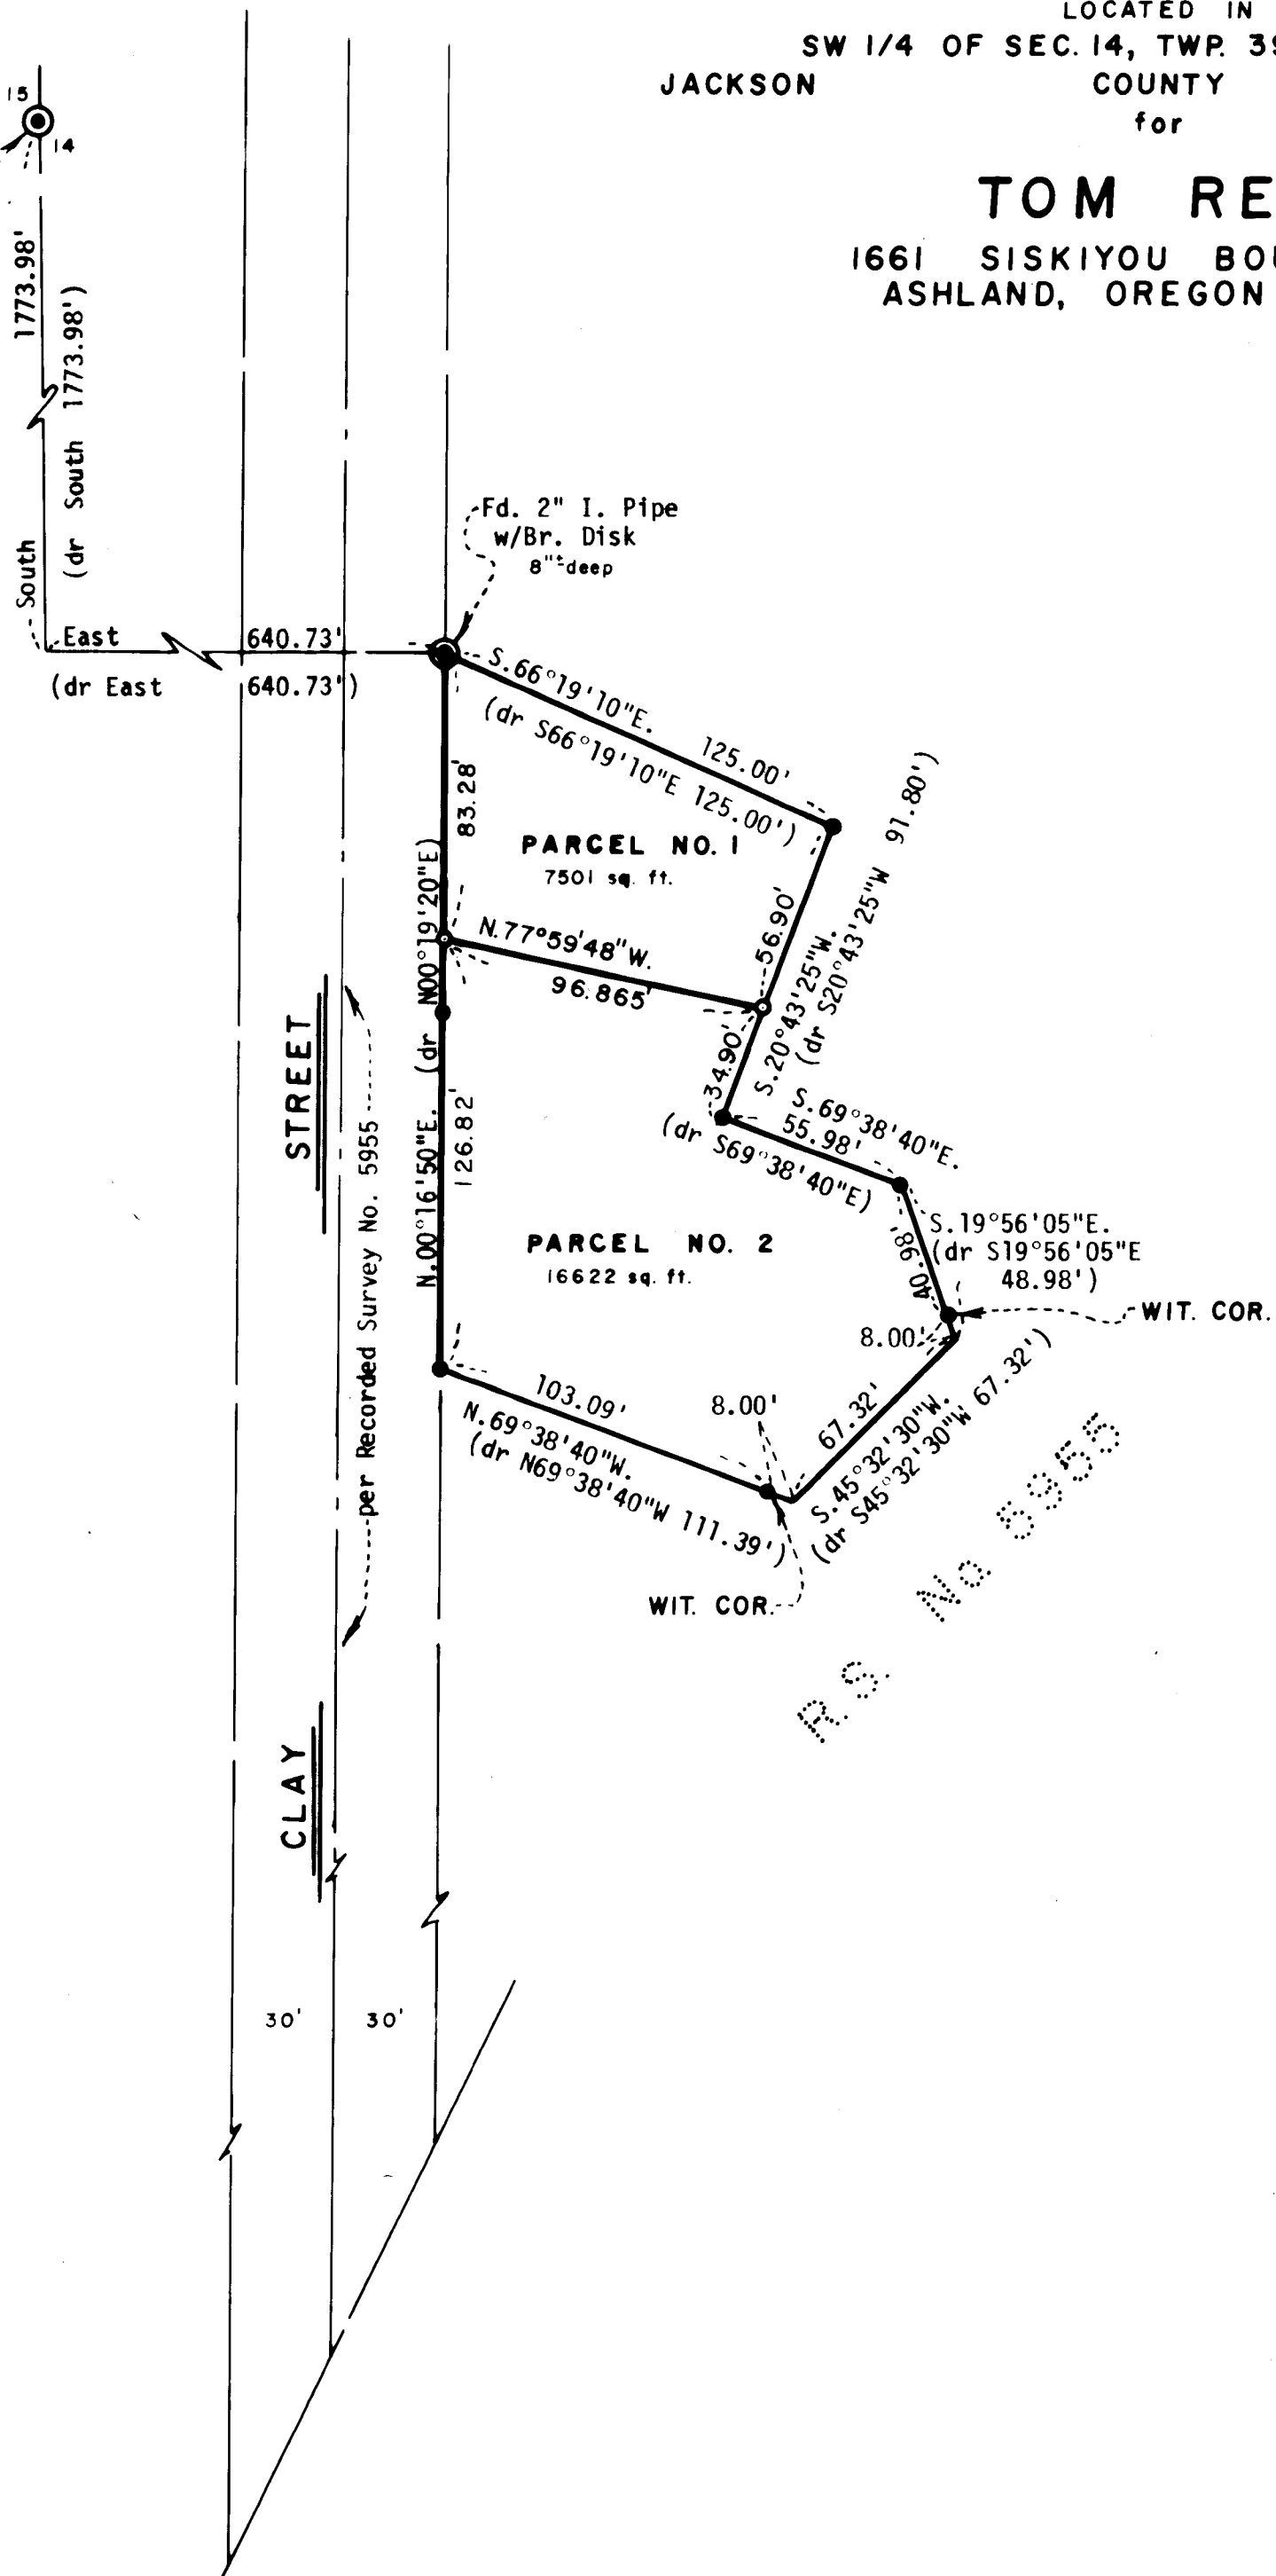 LOCATED IN
SW 1/4 OF SEC. 14, TWP. 39
JACKSON COUNTY
for
TOM RE
1661 SISKIYOU BOU
ASHLAND, OREGON
15
14
1773.98'
(dr South 1773.98')
South
East 640.73'
(dr East 640.73')
Fd. 2" I. Pipe
w/Br. Disk
8"± deep
S.66°19'10"E. 125.00'
(dr S66°19'10"E 125.00')
83.28'
PARCEL NO. 1
7501 sq. ft.
56.90'
S.20°43'25"W.
(dr S20°43'25"W 91.80')
N.77°59'48"W.
96.865'
34.90'
N.00°16'50"E. (dr N00°19'20"E)
126.82'
S.69°38'40"E.
55.98'
(dr S69°38'40"E)
STREET
per Recorded Survey No. 5955
PARCEL NO. 2
16622 sq. ft.
S.19°56'05"E.
(dr S19°56'05"E
48.98')
40.98'
WIT. COR.
8.00'
67.32'
S.45°32'30"W.
(dr S45°32'30"W 67.32')
8.00'
103.09'
N.69°38'40"W.
(dr N69°38'40"W 111.39')
WIT. COR.
R.S. No 5955
CLAY
30' 30'